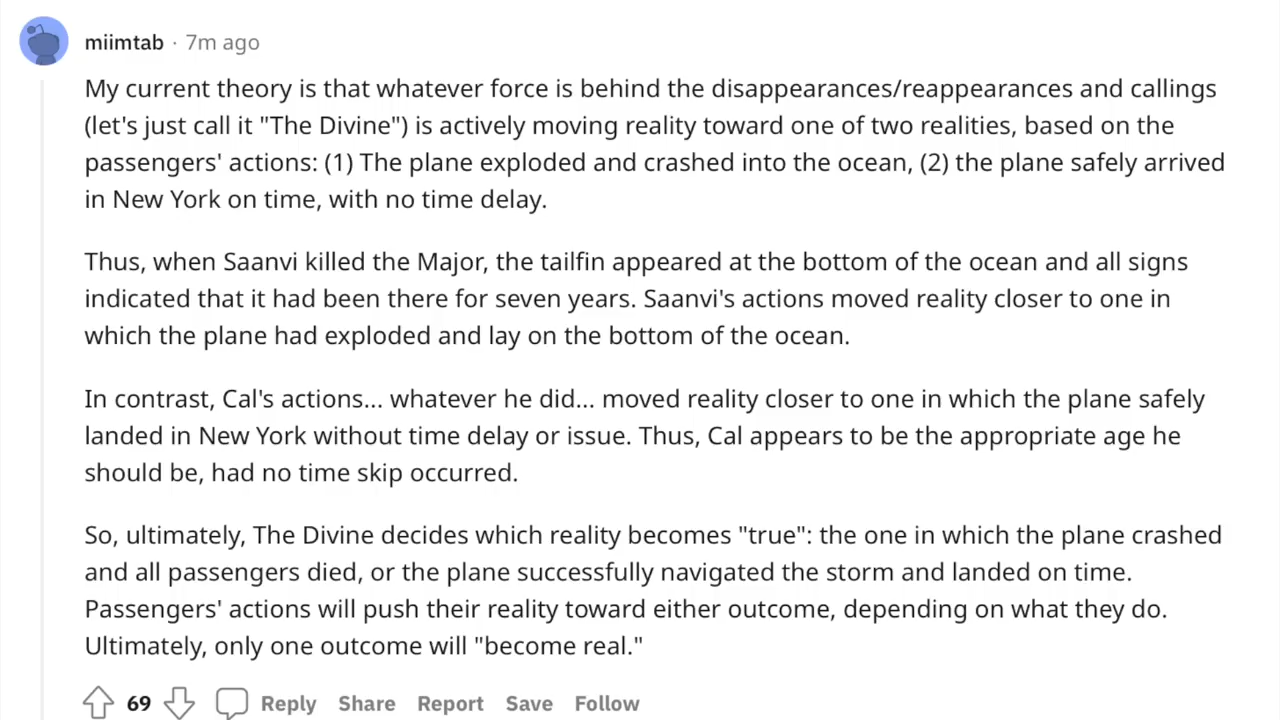 miimtab · 7m ago
My current theory is that whatever force is behind the disappearances/reappearances and callings
(let's just call it "The Divine") is actively moving reality toward one of two realities, based on the
passengers' actions: (1) The plane exploded and crashed into the ocean, (2) the plane safely arrived
in New York on time, with no time delay.
Thus, when Saanvi killed the Major, the tailfin appeared at the bottom of the ocean and all signs
indicated that it had been there for seven years. Saanvi's actions moved reality closer to one in
which the plane had exploded and lay on the bottom of the ocean.
In contrast, Cal's actions... whatever he did... moved reality closer to one in which the plane safely
landed in New York without time delay or issue. Thus, Cal appears to be the appropriate age he
should be, had no time skip occurred.
So, ultimately, The Divine decides which reality becomes "true": the one in which the plane crashed
and all passengers died, or the plane successfully navigated the storm and landed on time.
Passengers' actions will push their reality toward either outcome, depending on what they do.
Ultimately, only one outcome will "become real."
69 Reply Share Report Save Follow